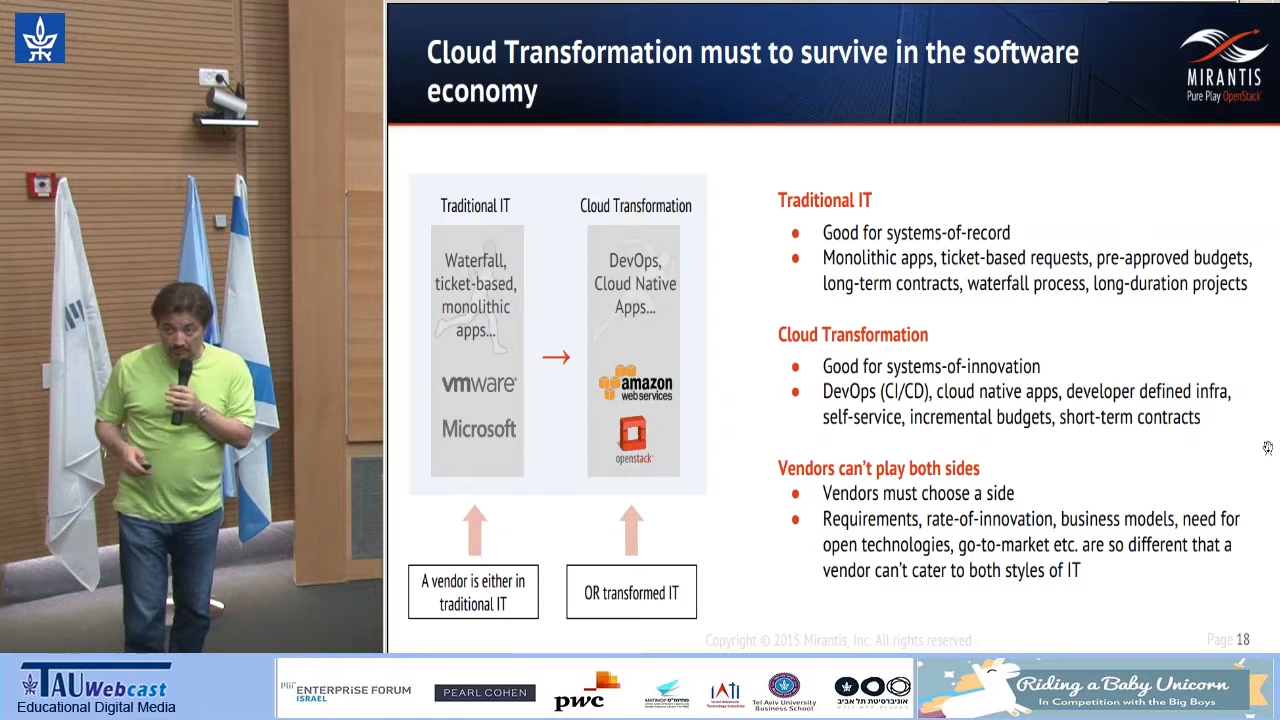 Cloud Transformation must to survive in the software
economy
MIRANTIS
Pure Play OpenStack
Traditional IT
Cloud Transformation
Waterfall,
ticket-based,
monolithic
apps...
vmware
Microsoft
DevOps,
Cloud Native
Apps...
amazon
web services
openstack
A vendor is either in
traditional IT
OR transformed IT
Traditional IT
Good for systems-of-record
Monolithic apps, ticket-based requests, pre-approved budgets,
long-term contracts, waterfall process, long-duration projects
Cloud Transformation
Good for systems-of-innovation
DevOps (CI/CD), cloud native apps, developer defined infra,
self-service, incremental budgets, short-term contracts
Vendors can't play both sides
Vendors must choose a side
Requirements, rate-of-innovation, business models, need for
open technologies, go-to-market etc. are so different that a
vendor can't cater to both styles of IT
Copyright © 2015 Mirantis, Inc. All rights reserved
Page 18
TAU Webcast
Educational Digital Media
MIT
ENTERPRISE FORUM
ISRAEL
PEARL COHEN
pwc
IATI
Tel Aviv University
Business School
אוניברסיטת תל אביב
Riding a Baby Unicorn
In Competition with the Big Boys